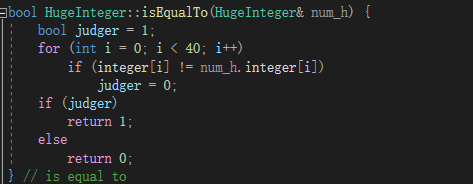 bool HugeInteger::isEqualTo(HugeInteger& num_h) {
    bool judger = 1;
    for (int i = 0; i < 40; i++)
        if (integer[i] != num_h.integer[i])
            judger = 0;
    if (judger)
        return 1;
    else
        return 0;
} // is equal to